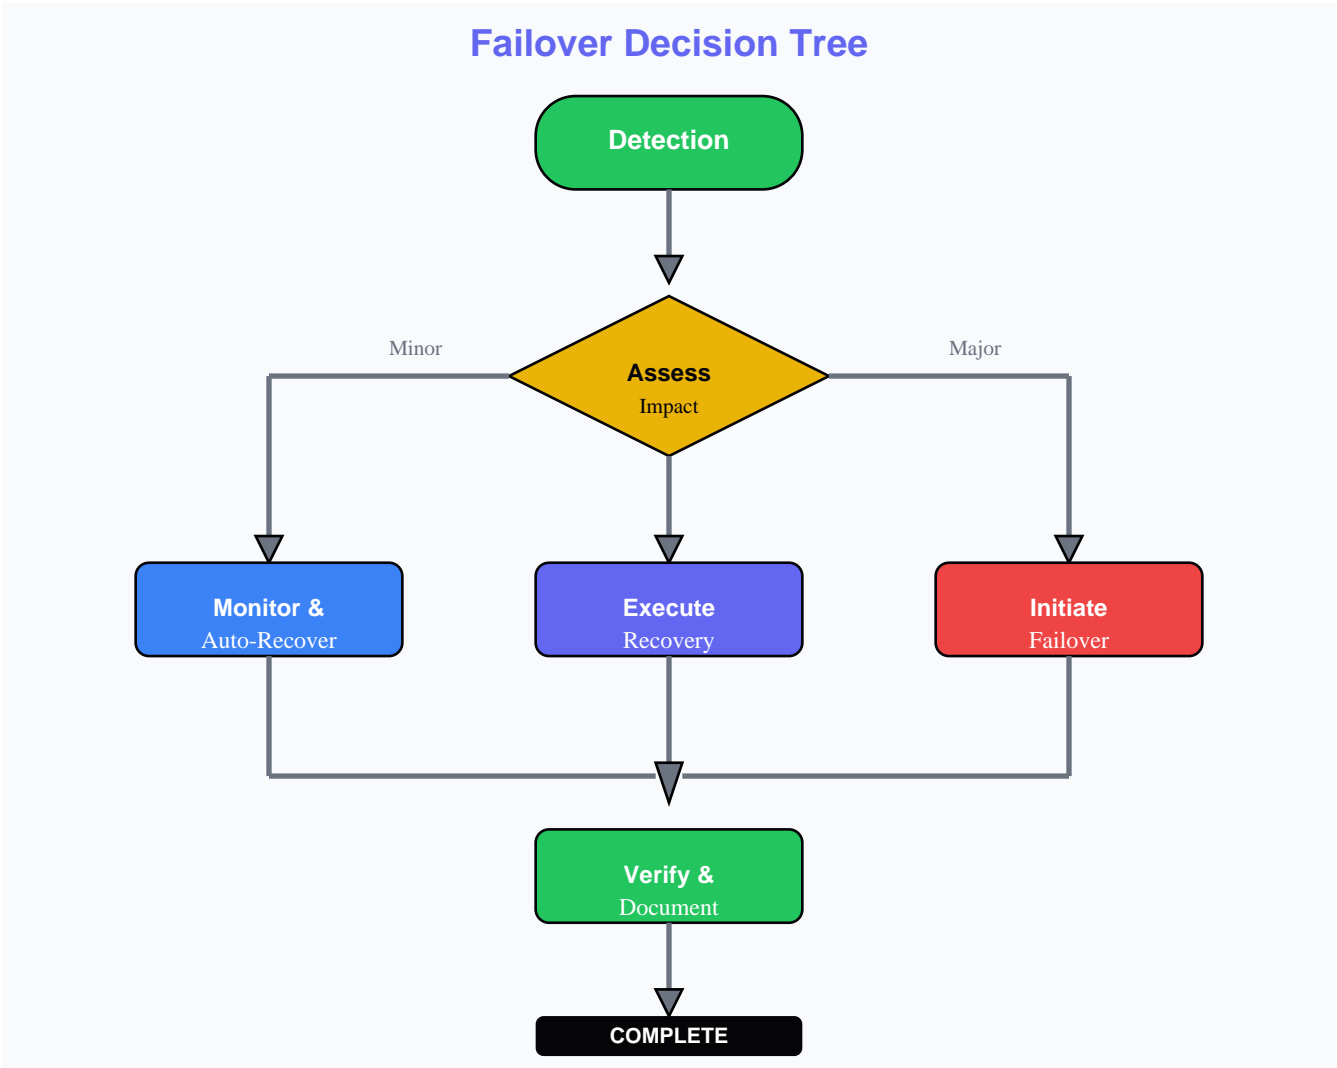 Failover Decision Tree
Detection
Minor
Major
Assess
Impact
Monitor &
Auto-Recover
Execute
Recovery
Initiate
Failover
Verify &
Document
COMPLETE